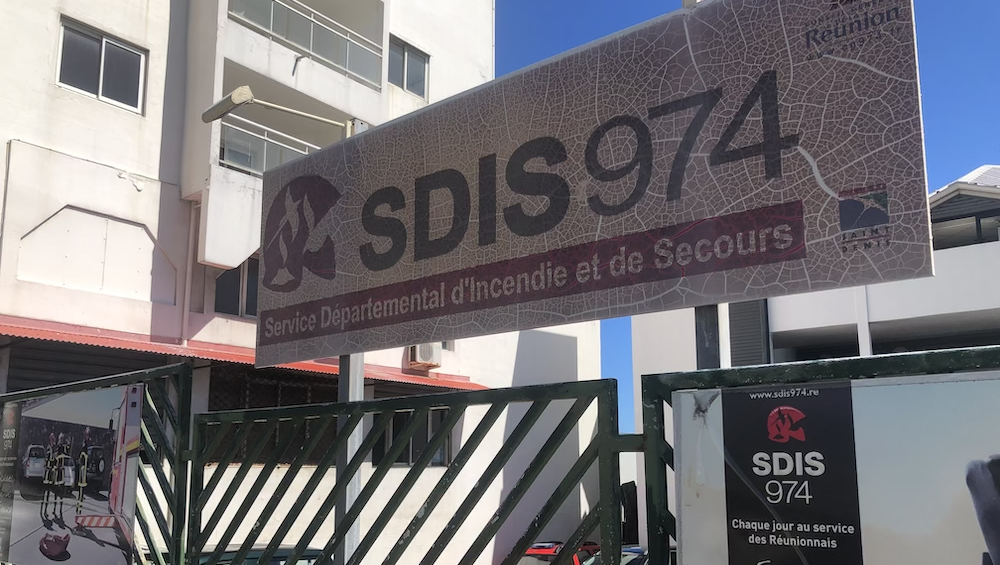 Réunion
SDIS974
Service Départemental d'Incendie et de Secours
SAINT
DENIS
www.sdis974.re
SDIS
974
Chaque jour au service
des Réunionnais
SDIS
974